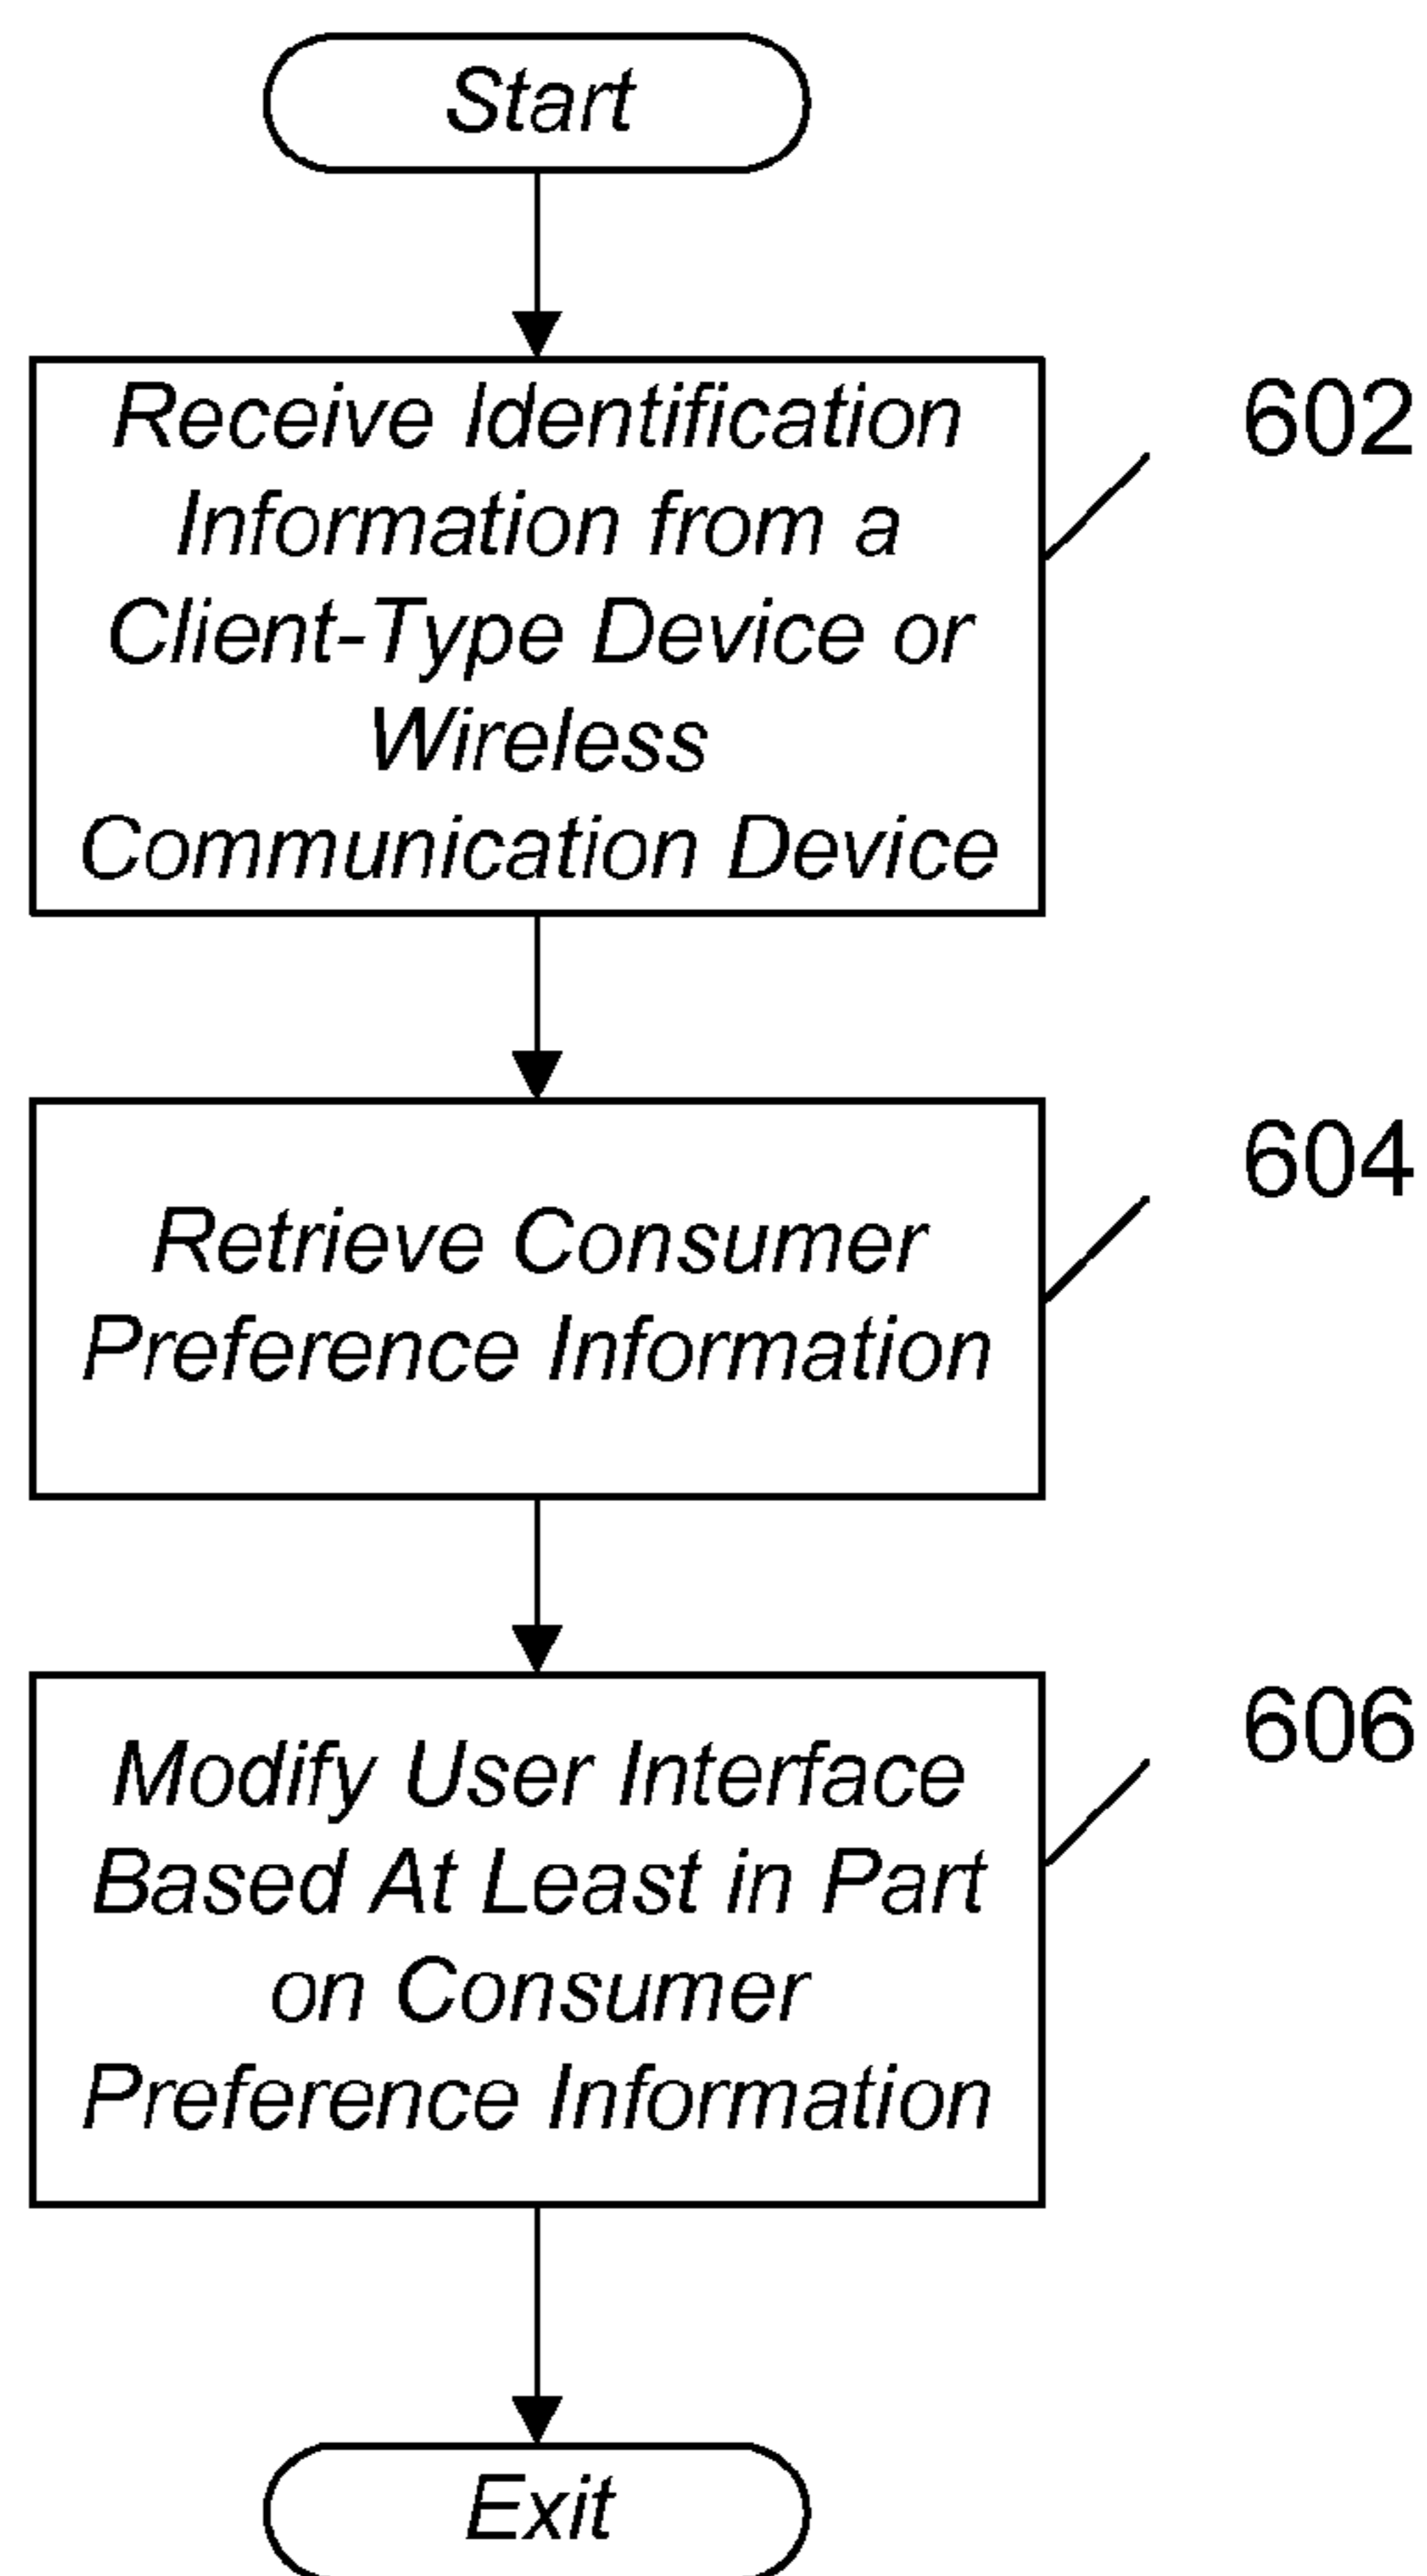 Start
Receive Identification
Information from a
Client-Type Device or
Wireless
Communication Device
602
Retrieve Consumer
Preference Information
604
Modify User Interface
Based At Least in Part
on Consumer
Preference Information
606
Exit